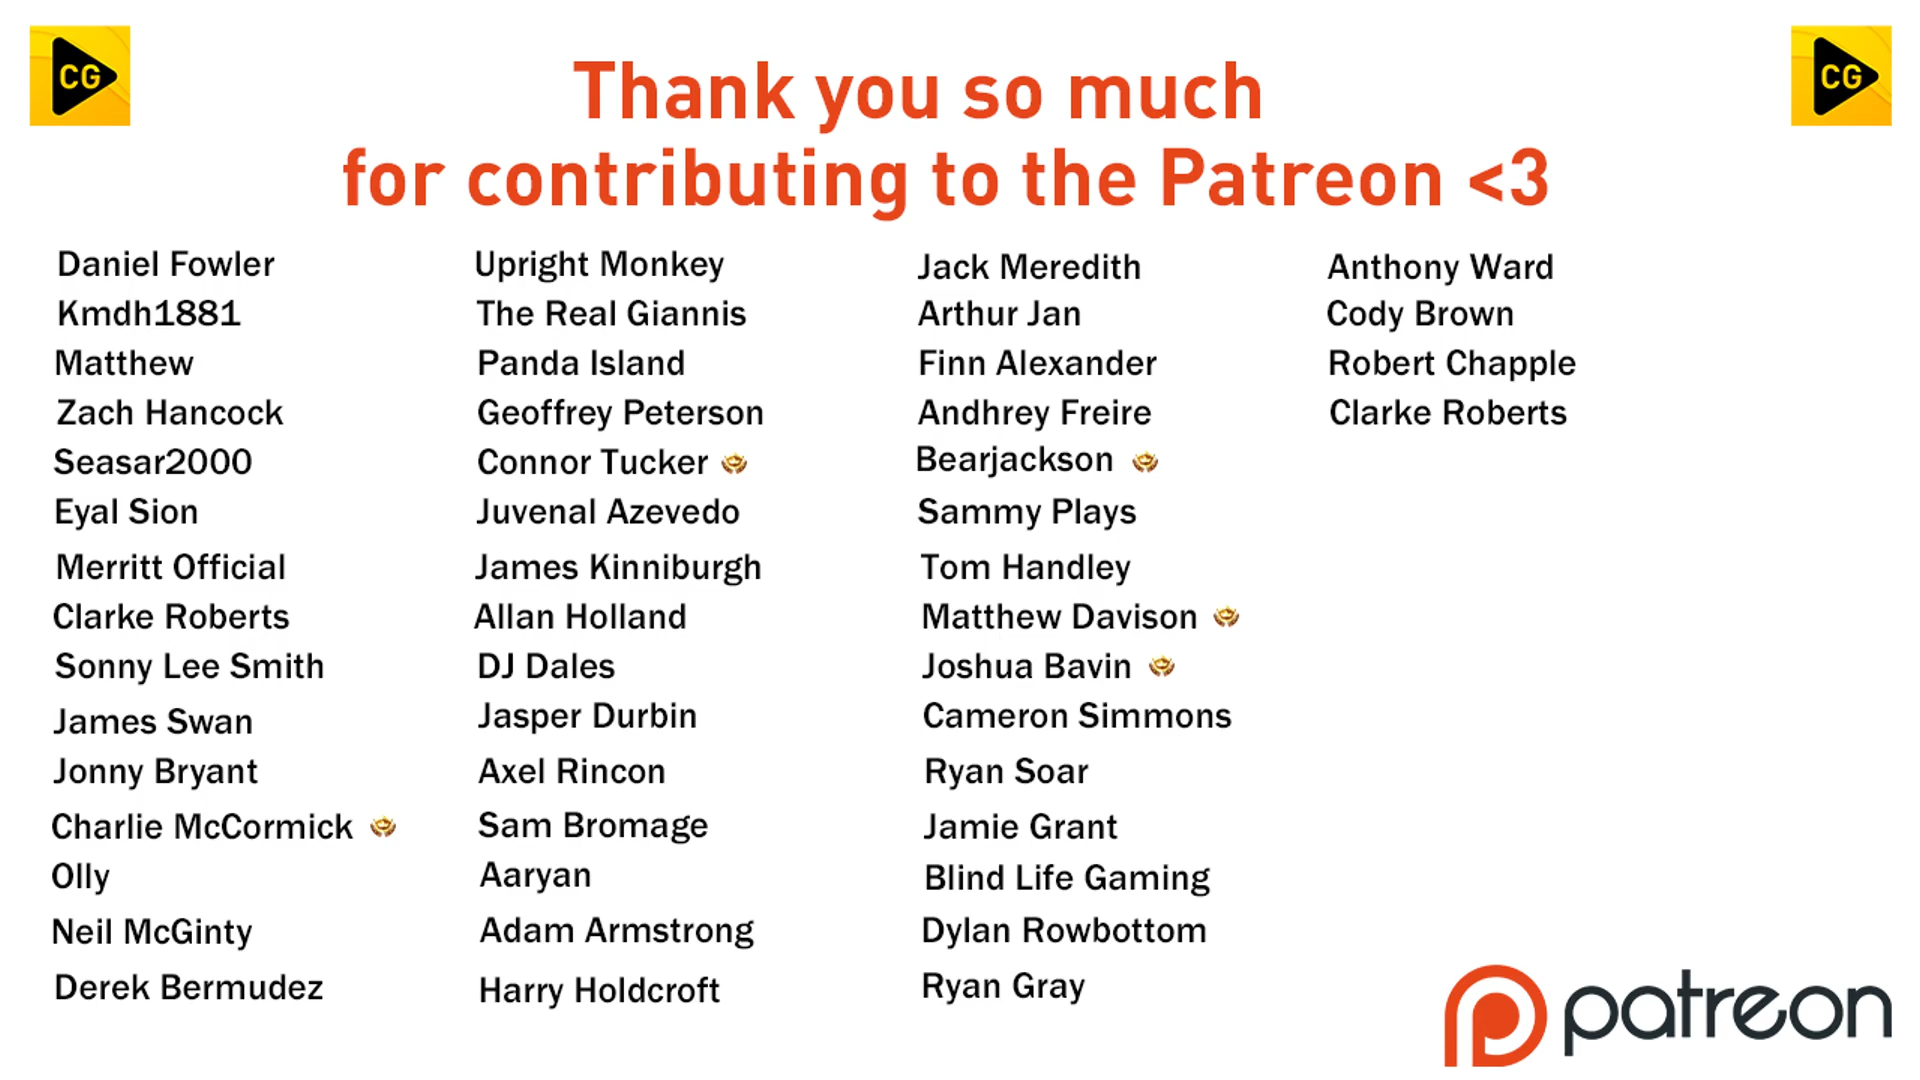 CG
CG
Thank you so much
for contributing to the Patreon <3
Daniel Fowler
Kmdh1881
Matthew
Zach Hancock
Seasar2000
Eyal Sion
Merritt Official
Clarke Roberts
Sonny Lee Smith
James Swan
Jonny Bryant
Charlie McCormick
Olly
Neil McGinty
Derek Bermudez
Upright Monkey
The Real Giannis
Panda Island
Geoffrey Peterson
Connor Tucker
Juvenal Azevedo
James Kinniburgh
Allan Holland
DJ Dales
Jasper Durbin
Axel Rincon
Sam Bromage
Aaryan
Adam Armstrong
Harry Holdcroft
Jack Meredith
Arthur Jan
Finn Alexander
Andhrey Freire
Bearjackson
Sammy Plays
Tom Handley
Matthew Davison
Joshua Bavin
Cameron Simmons
Ryan Soar
Jamie Grant
Blind Life Gaming
Dylan Rowbottom
Ryan Gray
Anthony Ward
Cody Brown
Robert Chapple
Clarke Roberts
patreon